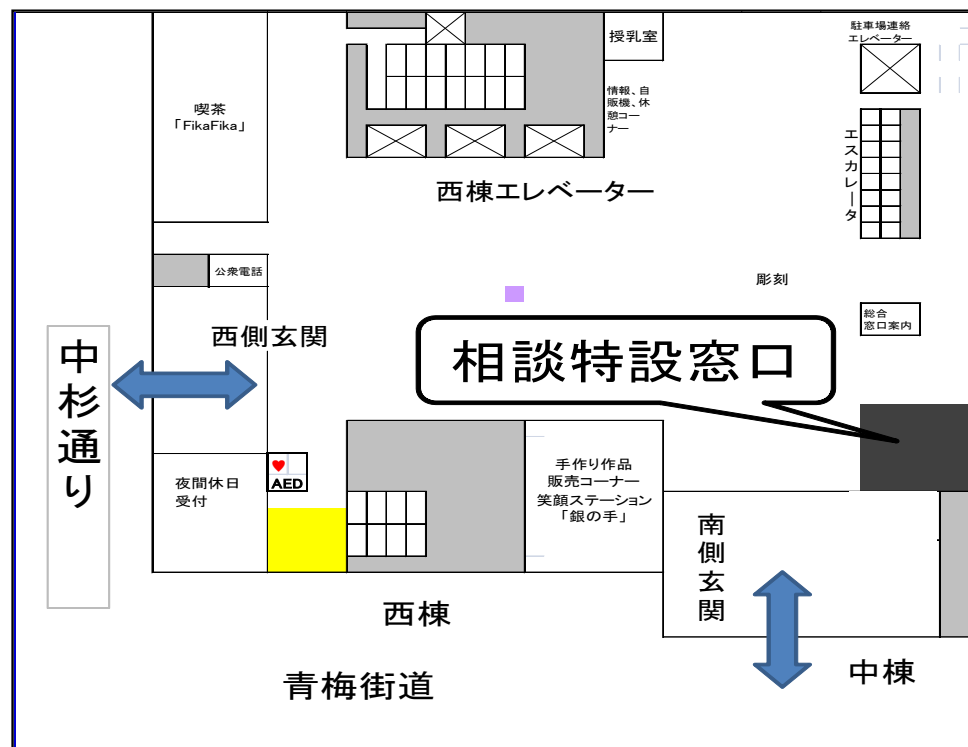 授乳室
駐車場連絡
エレベーター
情報、自
販機、休
憩コー
ナー
喫茶
「FikaFika」
エスカレータ
西棟エレベーター
公衆電話
彫刻
総合
窓口案内
西側玄関
相談特設窓口
中杉通り
夜間休日
受付
AED
手作り作品
販売コーナー
笑顔ステーション
「銀の手」
南側玄関
西棟
中棟
青梅街道